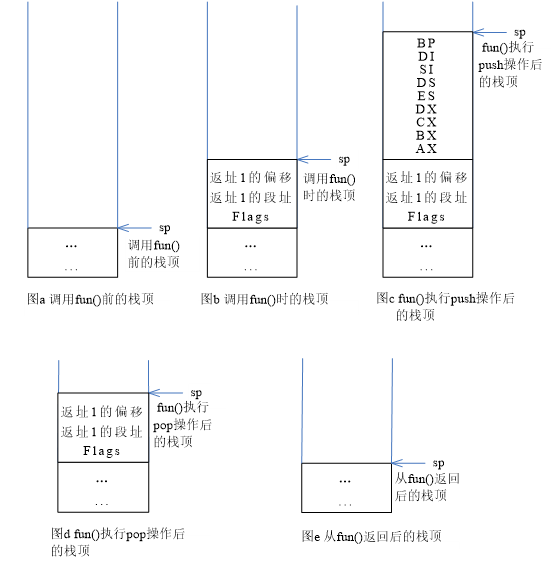 sp
调用fun()
前的栈顶
...
...
图a 调用fun()前的栈顶
sp
调用fun()
时的栈顶
返址1的偏移
返址1的段址
Flags
...
...
图b 调用fun()时的栈顶
sp
fun()执行
push操作后
的栈顶
BP
DI
SI
DS
ES
DX
CX
BX
AX
返址1的偏移
返址1的段址
Flags
...
...
图c fun()执行push操作后
的栈顶
sp
fun()执行
pop操作后
的栈顶
返址1的偏移
返址1的段址
Flags
...
...
图d fun()执行pop操作后
的栈顶
sp
从fun()返回
后的栈顶
...
...
图e 从fun()返回后的栈顶